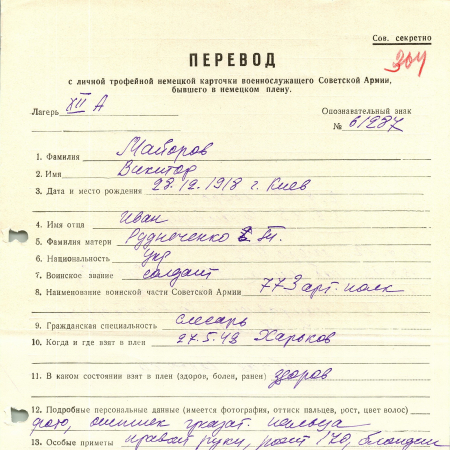 Сов. секретно
304
ПЕРЕВОД
с личной трофейной немецкой карточки военнослужащего Советской Армии,
бывшего в немецком плену.
Лагерь XII А
Опознавательный знак
№ 61237
1. Фамилия Майоров
2. Имя Виктор
3. Дата и место рождения 28.12.1918 г. Киев
4. Имя отца Иван
5. Фамилия матери
6. Национальность укр
7. Воинское звание солдат
8. Наименование воинской части Советской Армии 773 арт. полк
9. Гражданская специальность слесарь
10. Когда и где взят в плен 27.5.42 Харьков
11. В каком состоянии взят в плен (здоров, болен, ранен) здоров
12. Подробные персональные данные (имеется фотография, оттиск пальцев, рост, цвет волос)
фото, оттиск указат. пальца
13. Особые приметы правой руки, рост 170, блондин